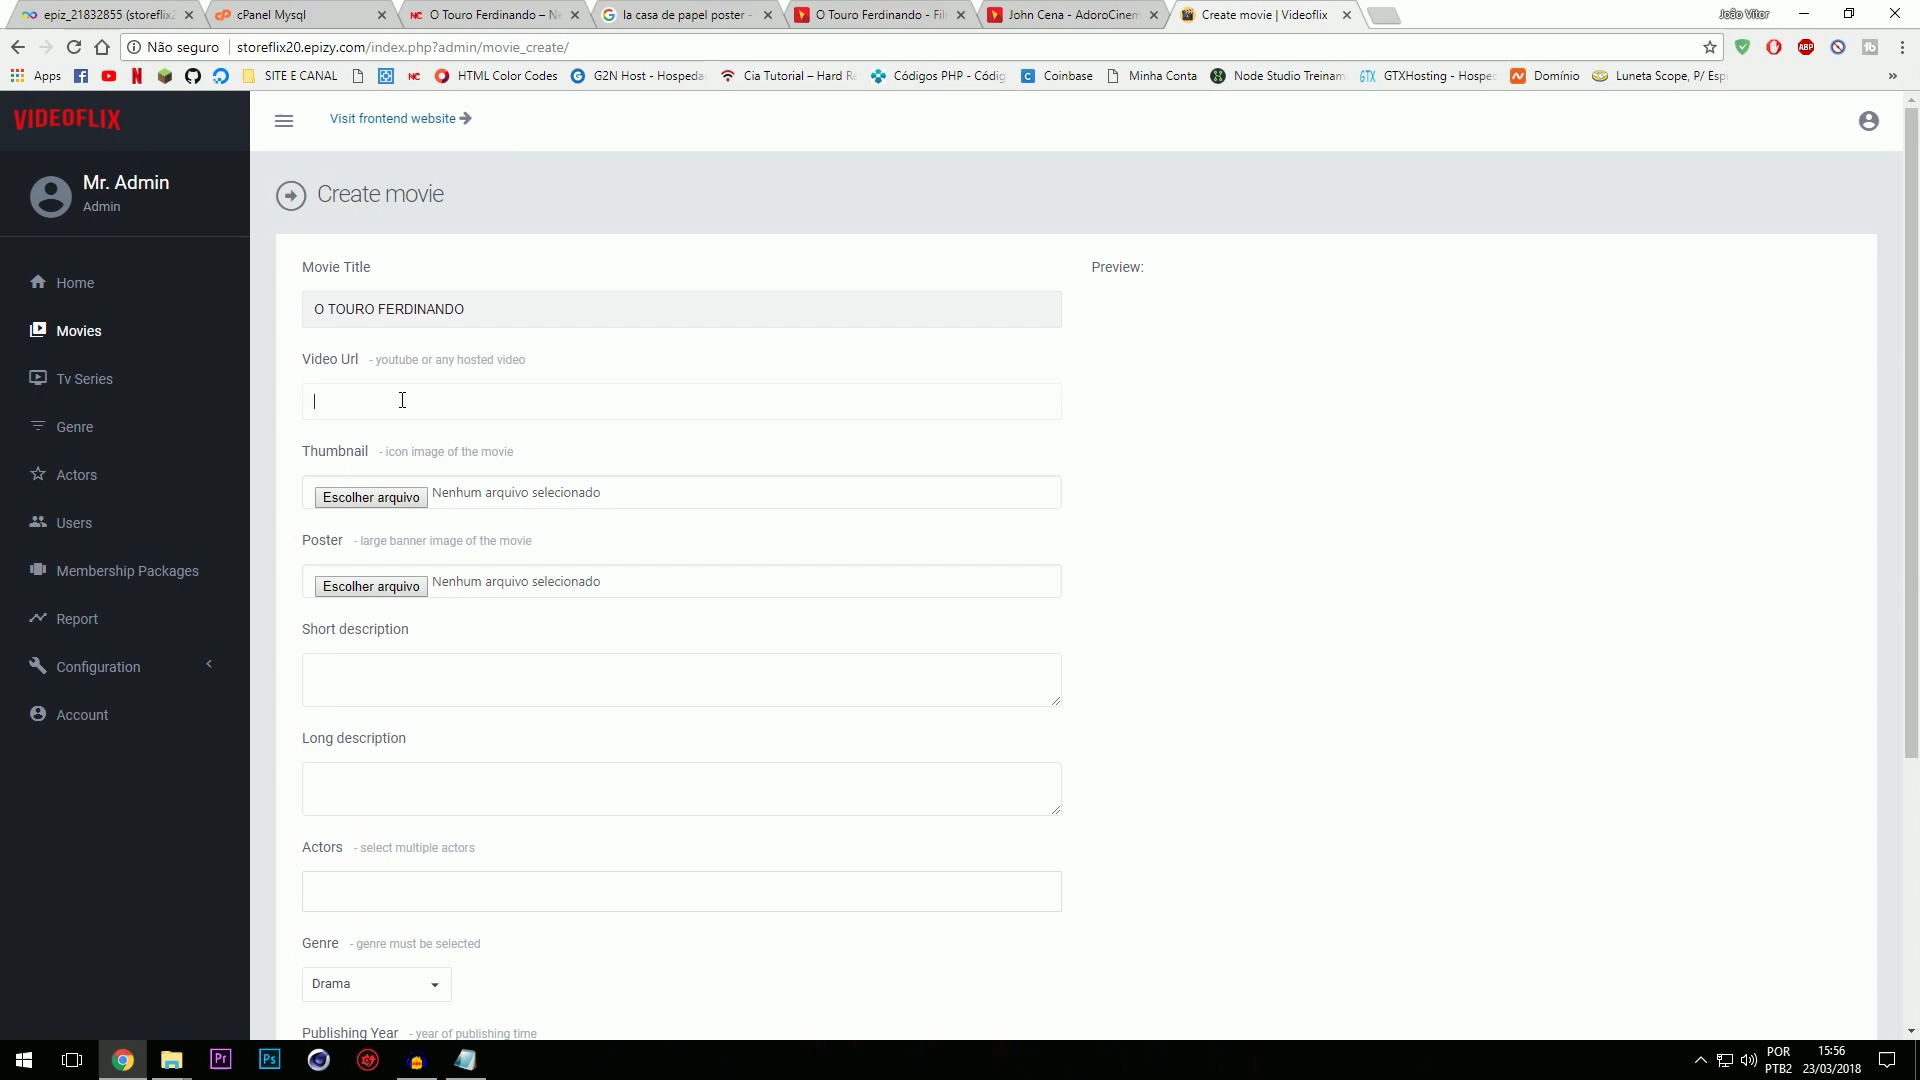 epiz_21832855 (storeflix2
cPanel Mysql
O Touro Ferdinando – Ne
la casa de papel poster -
O Touro Ferdinando - Fil
John Cena - AdoroCinem
Create movie | Videoflix
João Vitor
Não seguro
storeflix20.epizy.com/index.php?admin/movie_create/
Apps
SITE E CANAL
HTML Color Codes
G2N Host - Hospeda
Cia Tutorial – Hard Re
Códigos PHP - Códig
Coinbase
Minha Conta
Node Studio Treinam
GTXHosting - Hospec
Domínio
Luneta Scope, P/ Espi
VIDEOFLIX
Visit frontend website
Mr. Admin
Admin
Home
Movies
Tv Series
Genre
Actors
Users
Membership Packages
Report
Configuration
Account
Create movie
Movie Title
Preview:
O TOURO FERDINANDO
Video Url - youtube or any hosted video
Thumbnail - icon image of the movie
Escolher arquivo Nenhum arquivo selecionado
Poster - large banner image of the movie
Escolher arquivo Nenhum arquivo selecionado
Short description
Long description
Actors - select multiple actors
Genre - genre must be selected
Drama
Publishing Year - year of publishing time
POR
PTB2
15:56
23/03/2018